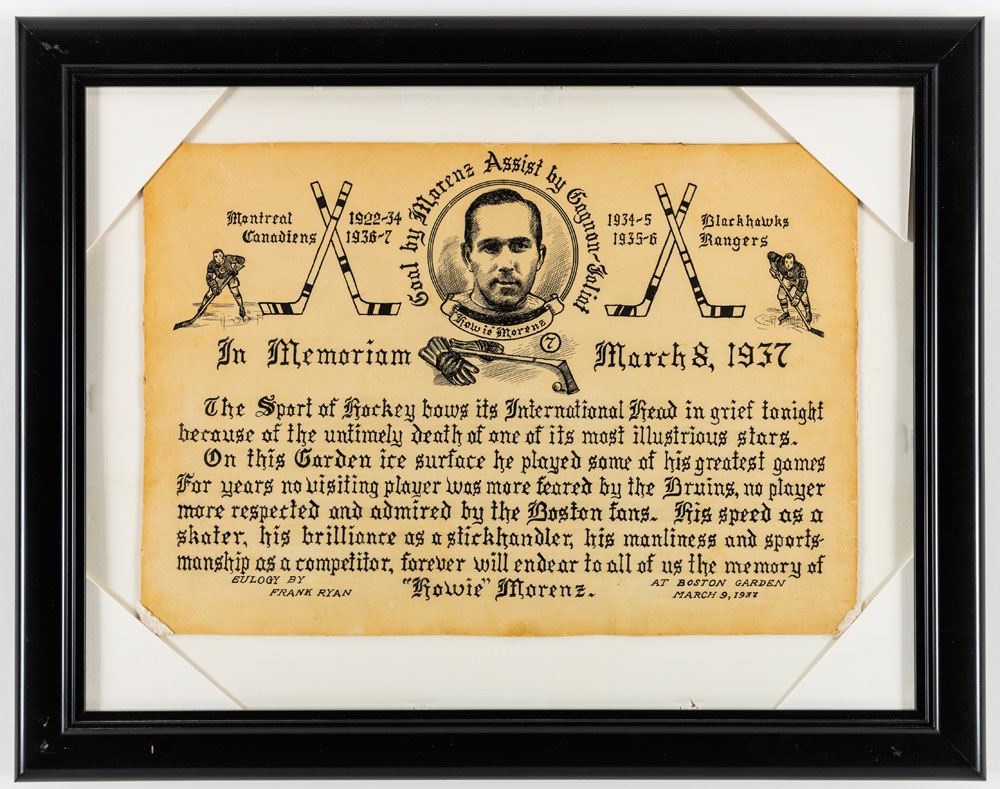 Goal by Morenz Assist by Gagnon-Joliat
Montreal 1922-34
Canadiens 1936-7
1934-5 Blackhawks
1935-6 Rangers
"Howie" Morenz
7
In Memoriam March 8, 1937
The Sport of Hockey bows its International Head in grief tonight
because of the untimely death of one of its most illustrious stars.
On this Garden ice surface he played some of his greatest games
For years no visiting player was more feared by the Bruins, no player
more respected and admired by the Boston fans. His speed as a
skater, his brilliance as a stickhandler, his manliness and sports-
manship as a competitor, forever will endear to all of us the memory of
"Howie" Morenz.
EULOGY BY
FRANK RYAN
AT BOSTON GARDEN
MARCH 9, 1937